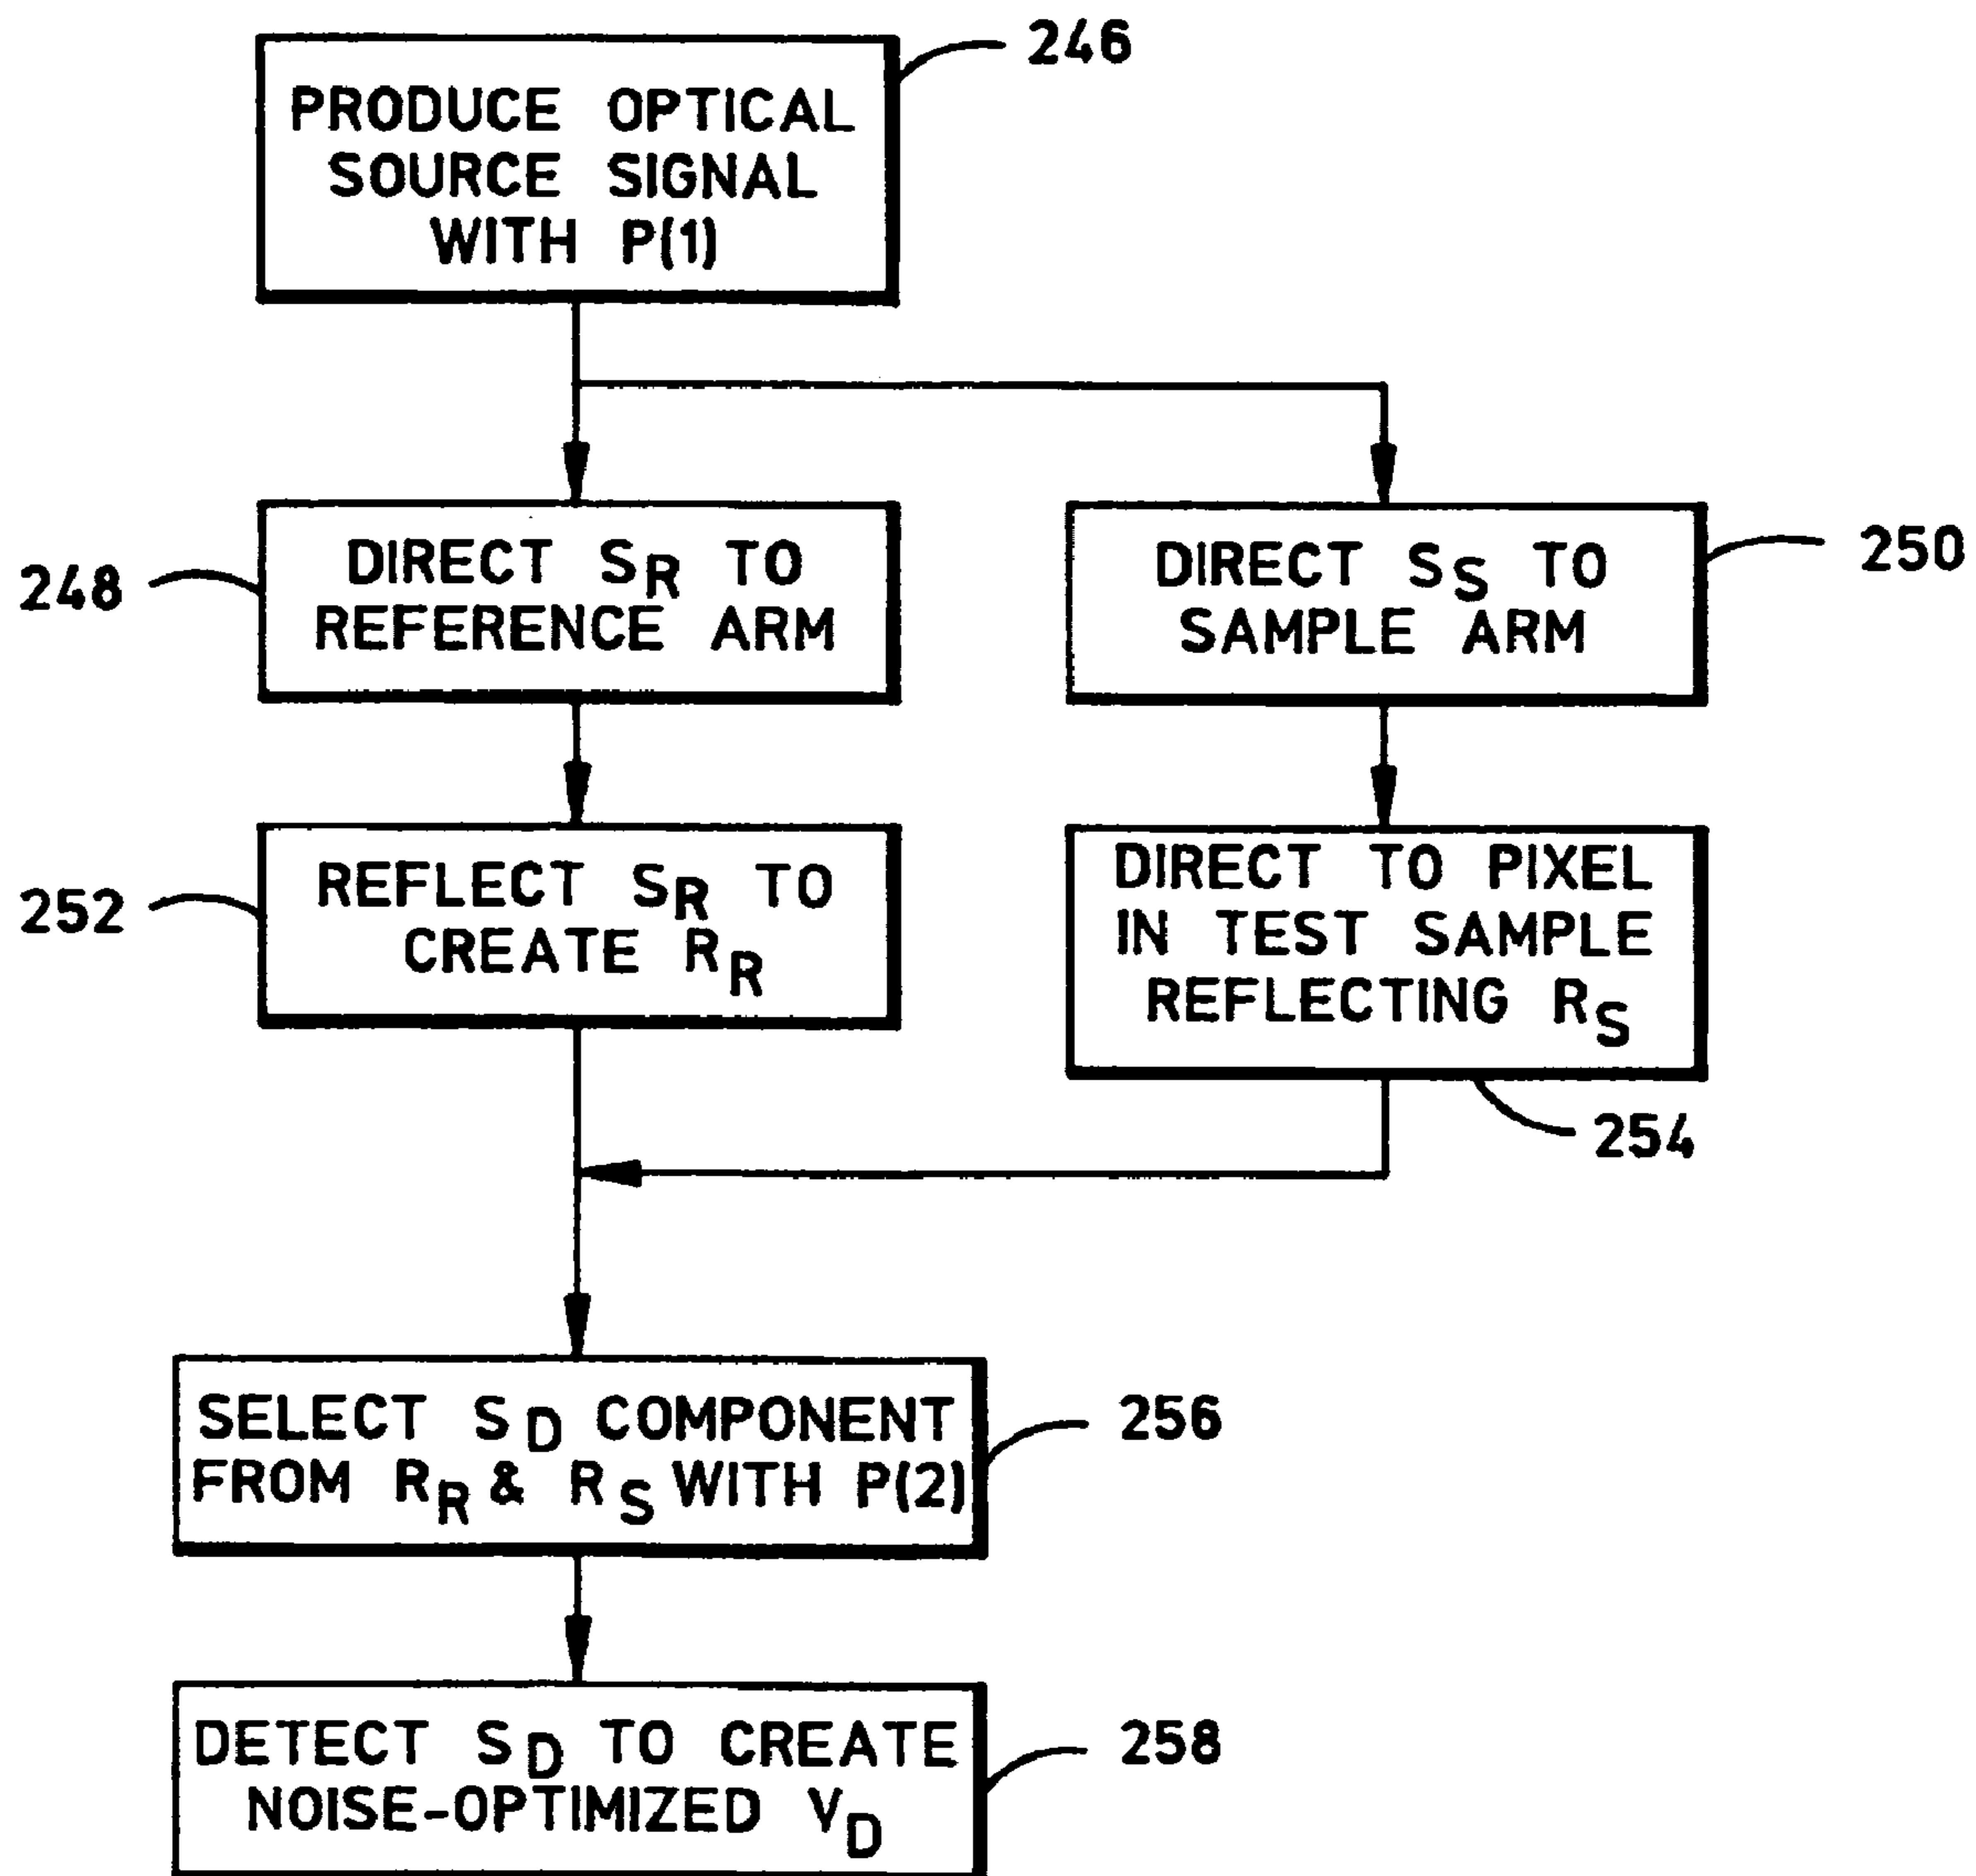 246
PRODUCE OPTICAL
SOURCE SIGNAL
WITH P(1)
248
DIRECT SR TO
REFERENCE ARM
DIRECT SS TO
SAMPLE ARM
250
252
REFLECT SR TO
CREATE RR
DIRECT TO PIXEL
IN TEST SAMPLE
REFLECTING RS
254
SELECT SD COMPONENT
FROM RR & RS WITH P(2)
256
DETECT SD TO CREATE
NOISE-OPTIMIZED VD
258